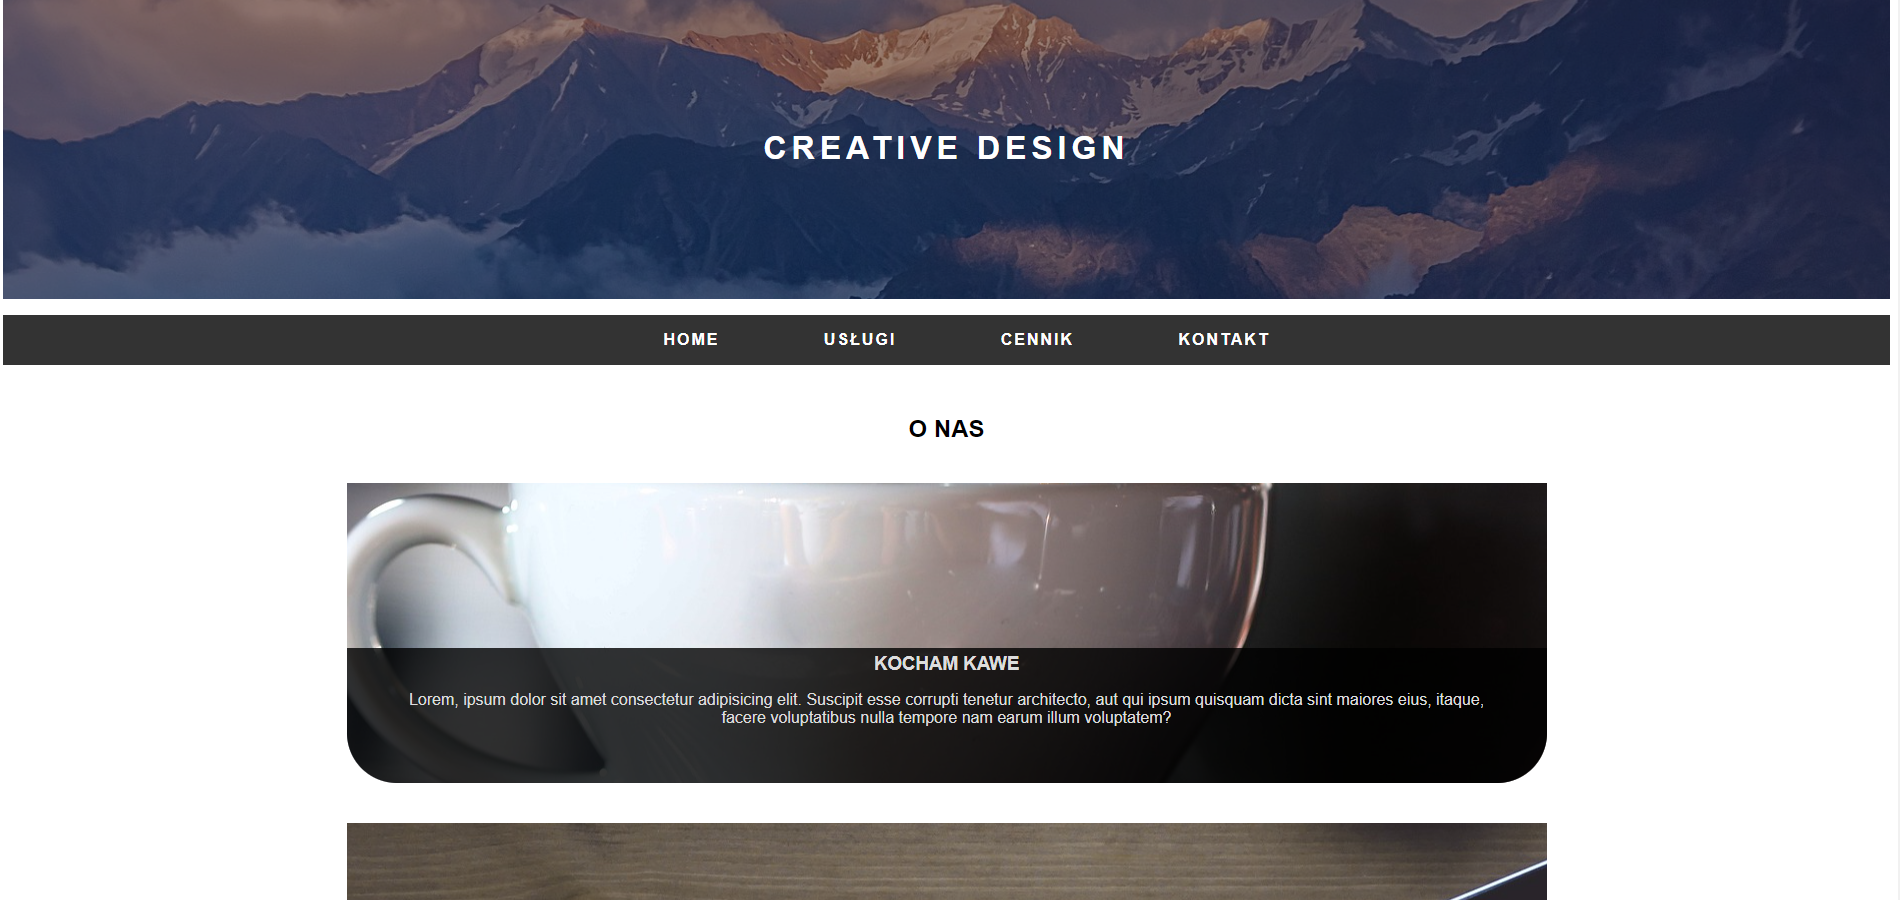 CREATIVE DESIGN
HOME USŁUGI CENNIK KONTAKT
O NAS
KOCHAM KAWE
Lorem, ipsum dolor sit amet consectetur adipisicing elit. Suscipit esse corrupti tenetur architecto, aut qui ipsum quisquam dicta sint maiores eius, itaque,
facere voluptatibus nulla tempore nam earum illum voluptatem?